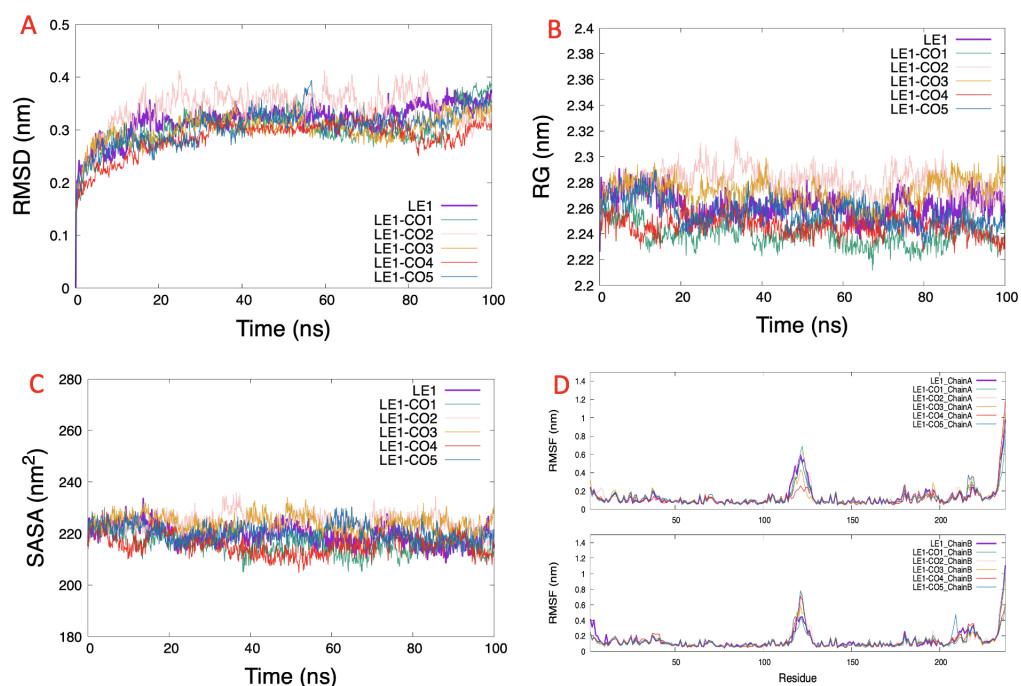 A
RMSD (nm)
0.5
0.4
0.3
0.2
0.1
0
LE1
LE1-CO1
LE1-CO2
LE1-CO3
LE1-CO4
LE1-CO5
0 20 40 60 80 100
Time (ns)
B
RG (nm)
2.4
2.38
2.36
2.34
2.32
2.3
2.28
2.26
2.24
2.22
2.2
LE1
LE1-CO1
LE1-CO2
LE1-CO3
LE1-CO4
LE1-CO5
0 20 40 60 80 100
Time (ns)
C
SASA (nm²)
280
260
240
220
200
180
LE1
LE1-CO1
LE1-CO2
LE1-CO3
LE1-CO4
LE1-CO5
0 20 40 60 80 100
Time (ns)
D
RMSF (nm)
1.4
1.2
1
0.8
0.6
0.4
0.2
0
LE1_ChainA
LE1-CO1_ChainA
LE1-CO2_ChainA
LE1-CO3_ChainA
LE1-CO4_ChainA
LE1-CO5_ChainA
50 100 150 200
RMSF (nm)
1.4
1.2
1
0.8
0.6
0.4
0.2
0
LE1_ChainB
LE1-CO1_ChainB
LE1-CO2_ChainB
LE1-CO3_ChainB
LE1-CO4_ChainB
LE1-CO5_ChainB
50 100 150 200
Residue